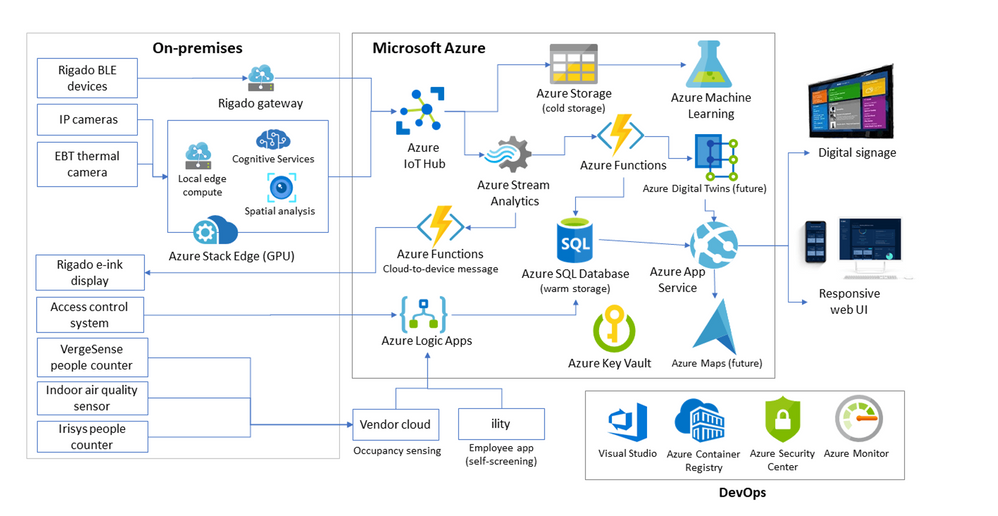 On-premises
Rigado BLE
devices
IP cameras
EBT thermal
camera
Rigado gateway
Local edge
compute
Cognitive Services
Spatial analysis
Azure Stack Edge (GPU)
Rigado e-ink
display
Access control
system
VergeSense
people counter
Indoor air quality
sensor
Irisys people
counter
Microsoft Azure
Azure
IoT Hub
Azure Storage
(cold storage)
Azure Machine
Learning
Azure Stream
Analytics
Azure Functions
Azure Digital Twins (future)
Azure Functions
Cloud-to-device message
SQL
Azure SQL Database
(warm storage)
Azure App
Service
Azure Logic Apps
Azure Key Vault
Azure Maps (future)
Vendor cloud
Occupancy sensing
ility
Employee app
(self-screening)
Digital signage
Responsive
web UI
Visual Studio
Azure Container
Registry
Azure Security
Center
Azure Monitor
DevOps